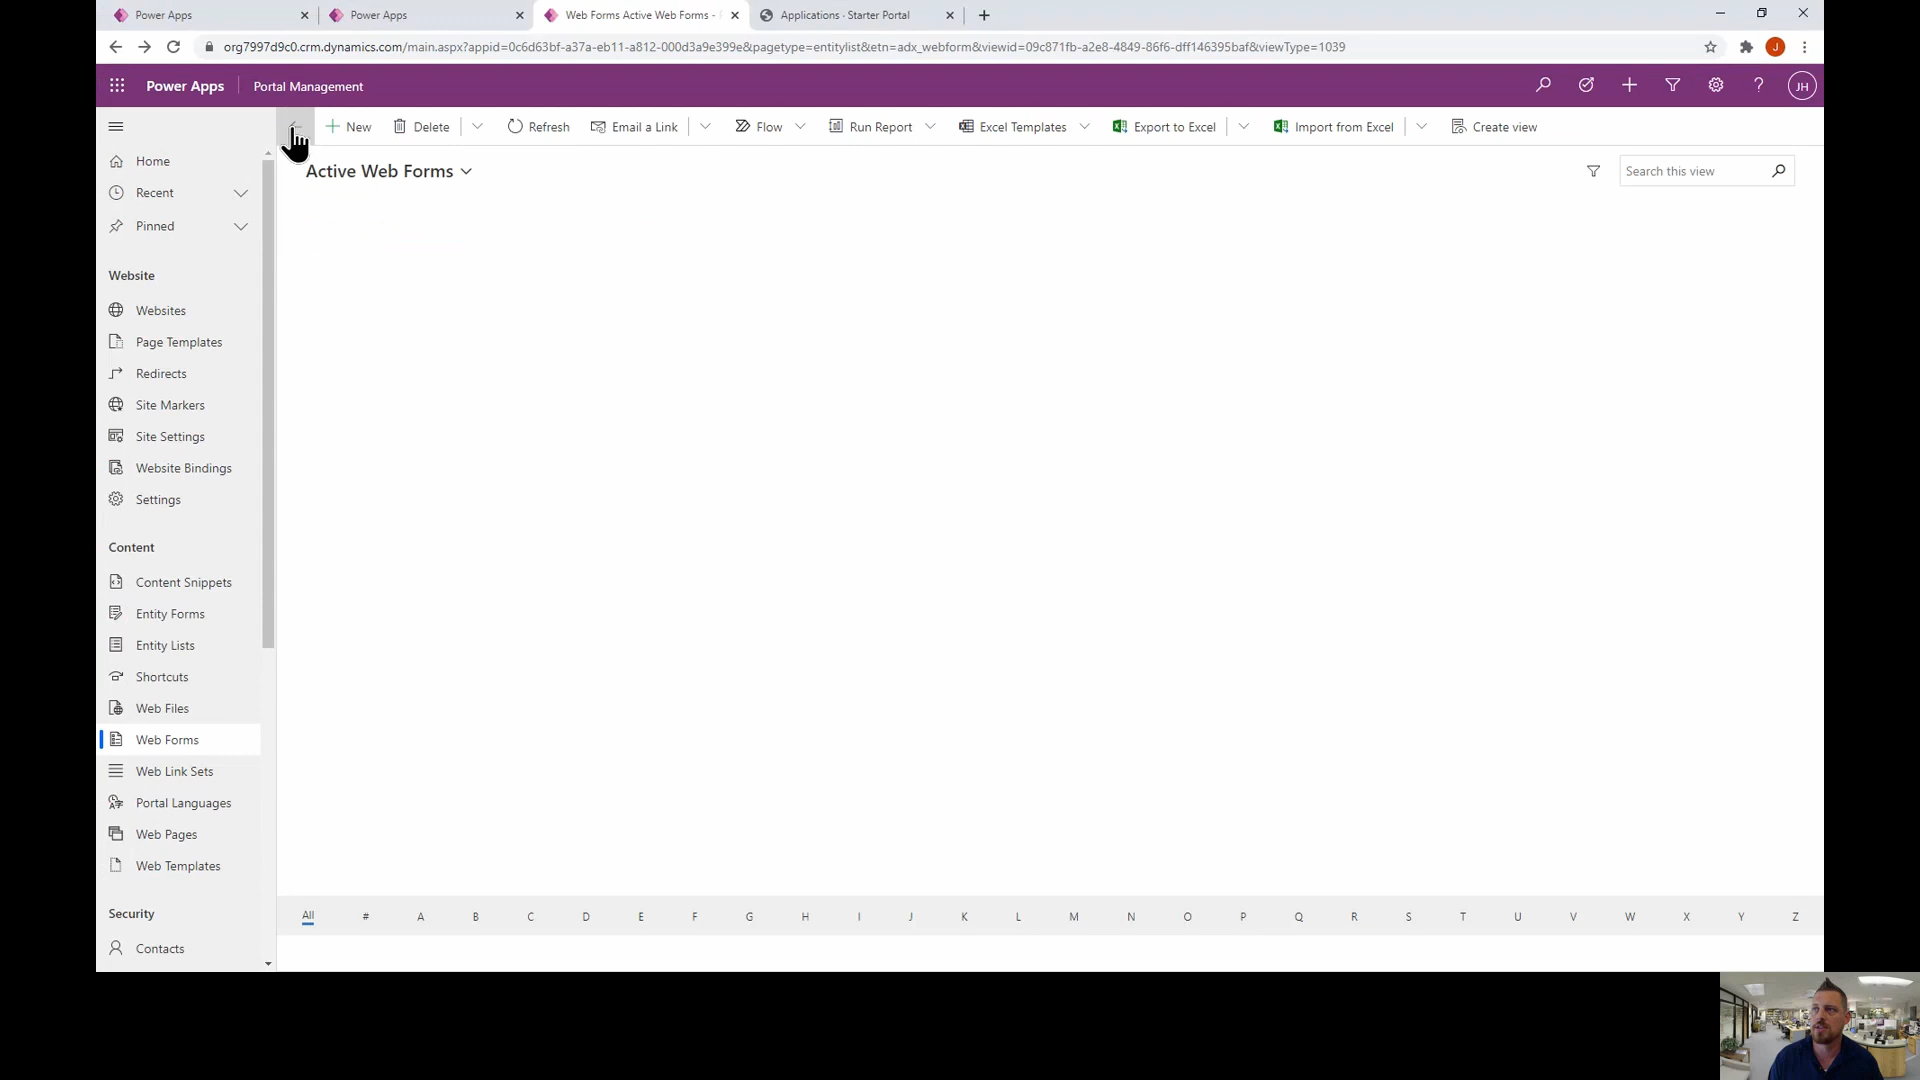 Power Apps
Power Apps
Web Forms Active Web Forms -
Applications · Starter Portal
org7997d9c0.crm.dynamics.com/main.aspx?appid=0c6d63bf-a37a-eb11-a812-000d3a9e399e&pagetype=entitylist&etn=adx_webform&viewid=09c871fb-a2e8-4849-86f6-dff146395baf&viewType=1039
J
Power Apps
Portal Management
JH
New
Delete
Refresh
Email a Link
Flow
Run Report
Excel Templates
Export to Excel
Import from Excel
Create view
Home
Recent
Pinned
Website
Websites
Page Templates
Redirects
Site Markers
Site Settings
Website Bindings
Settings
Content
Content Snippets
Entity Forms
Entity Lists
Shortcuts
Web Files
Web Forms
Web Link Sets
Portal Languages
Web Pages
Web Templates
Security
Contacts
Active Web Forms
Search this view
All # A B C D E F G H I J K L M N O P Q R S T U V W X Y Z